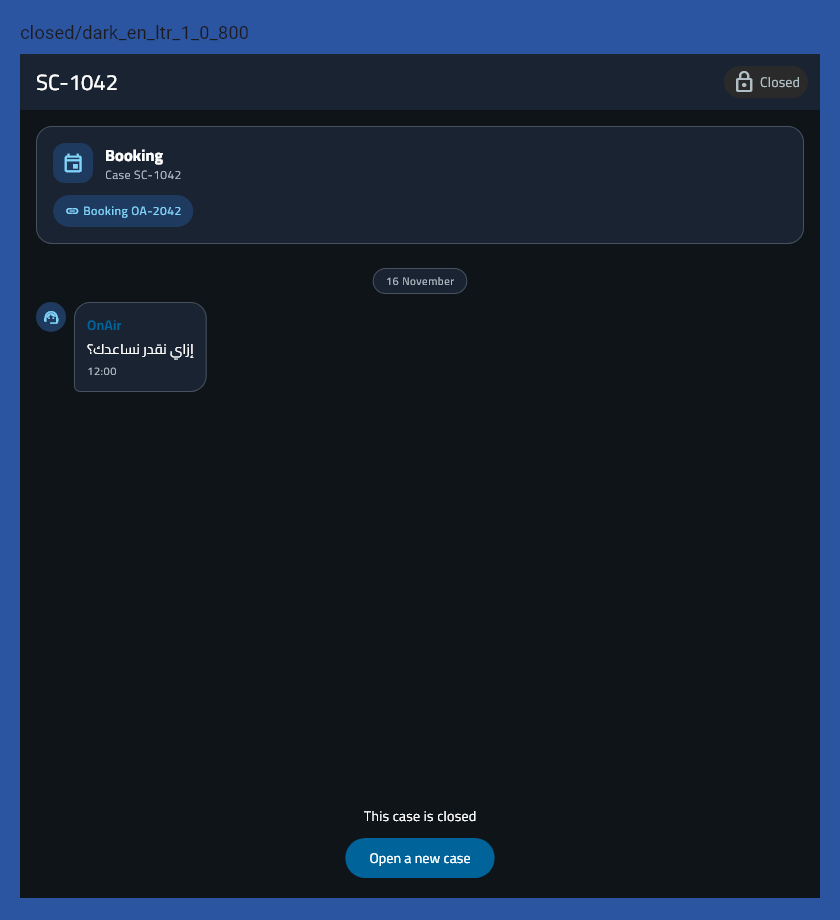 closed/dark_en_ltr_1_0_800
SC-1042
Closed
Booking
Case SC-1042
Booking OA-2042
16 November
OnAir
إزاي نقدر نساعدك؟
12:00
This case is closed
Open a new case